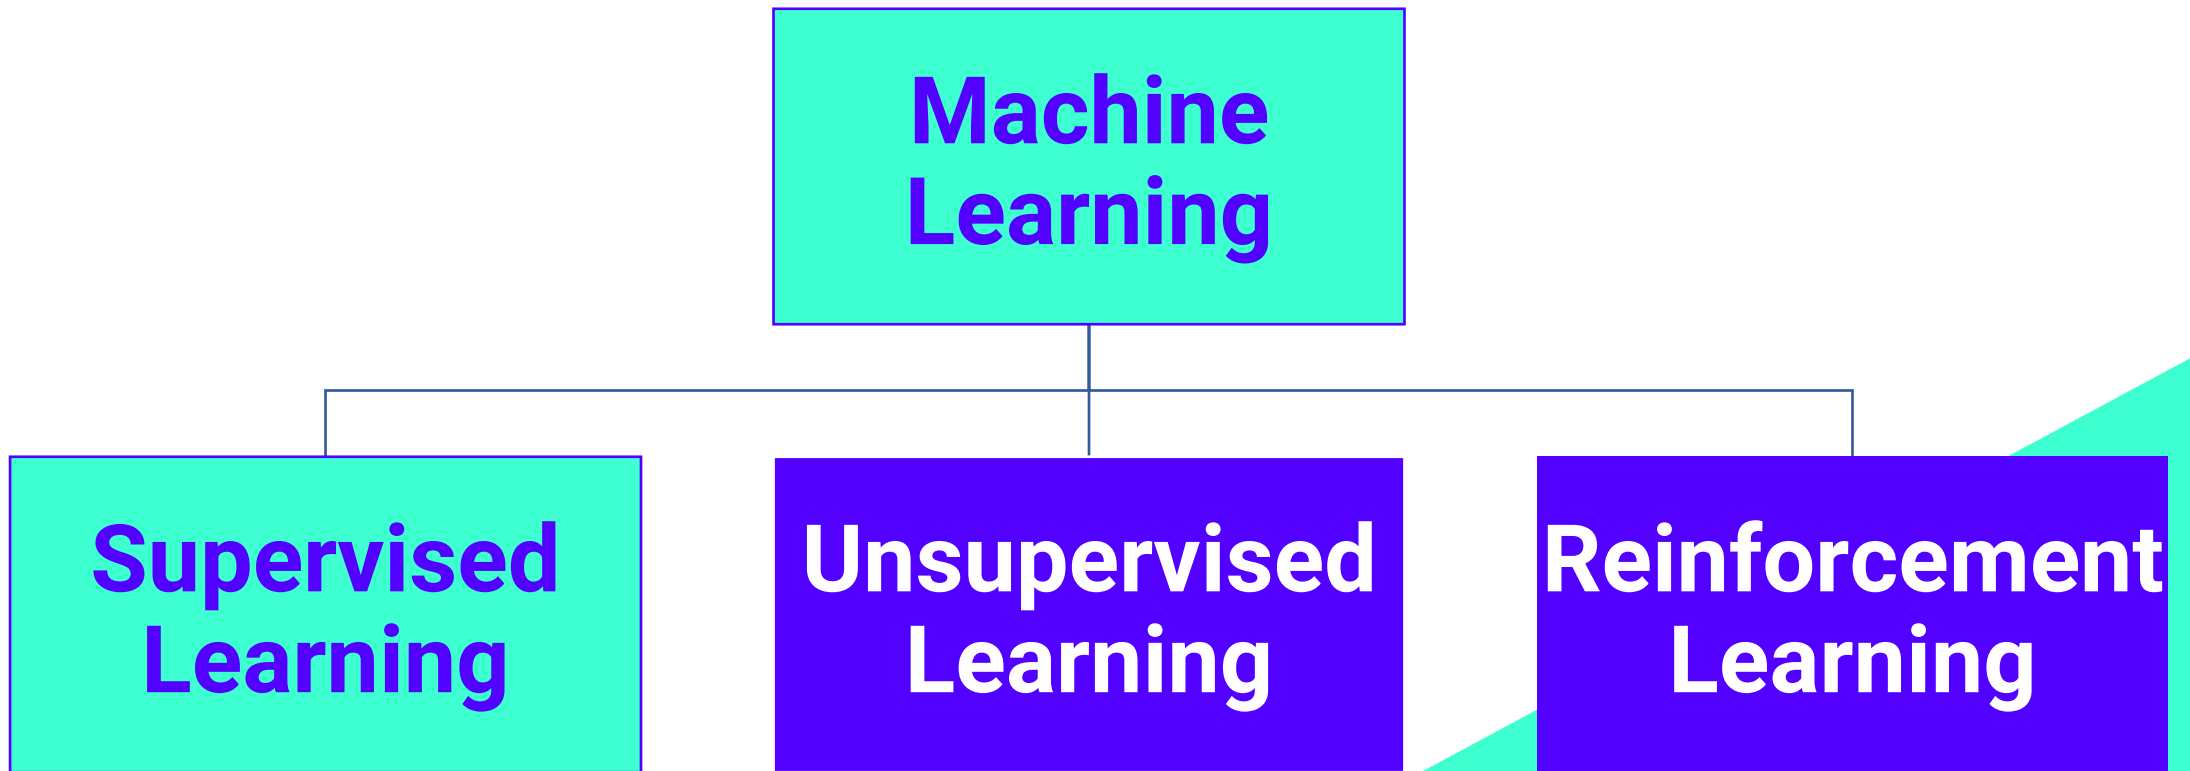 Machine
Learning
Supervised
Learning
Unsupervised
Learning
Reinforcement
Learning